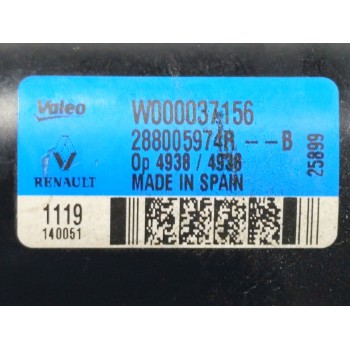 Valeo
W000037156
288005974R -- B
Op 4938 / 4936
RENAULT
MADE IN SPAIN
25899
1119
140051